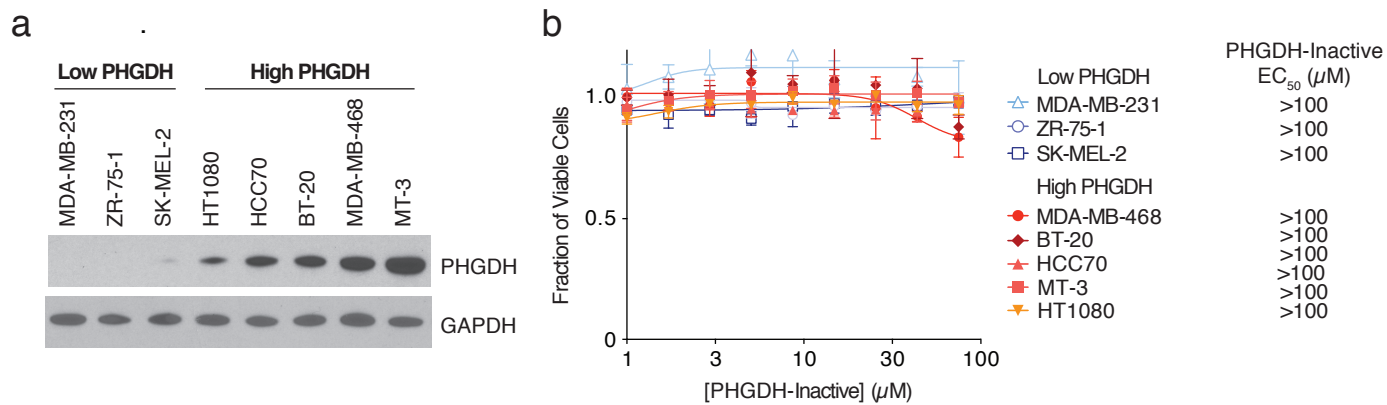 a
Low PHGDH High PHGDH
MDA-MB-231
ZR-75-1
SK-MEL-2
HT1080
HCC70
BT-20
MDA-MB-468
MT-3
PHGDH
GAPDH
b
Fraction of Viable Cells
1.0
0.5
0
1 3 10 30 100
[PHGDH-Inactive] (µM)
PHGDH-Inactive
EC50 (µM)
Low PHGDH
MDA-MB-231 >100
ZR-75-1 >100
SK-MEL-2 >100
High PHGDH
MDA-MB-468 >100
BT-20 >100
>100
HCC70 >100
MT-3 >100
HT1080 >100